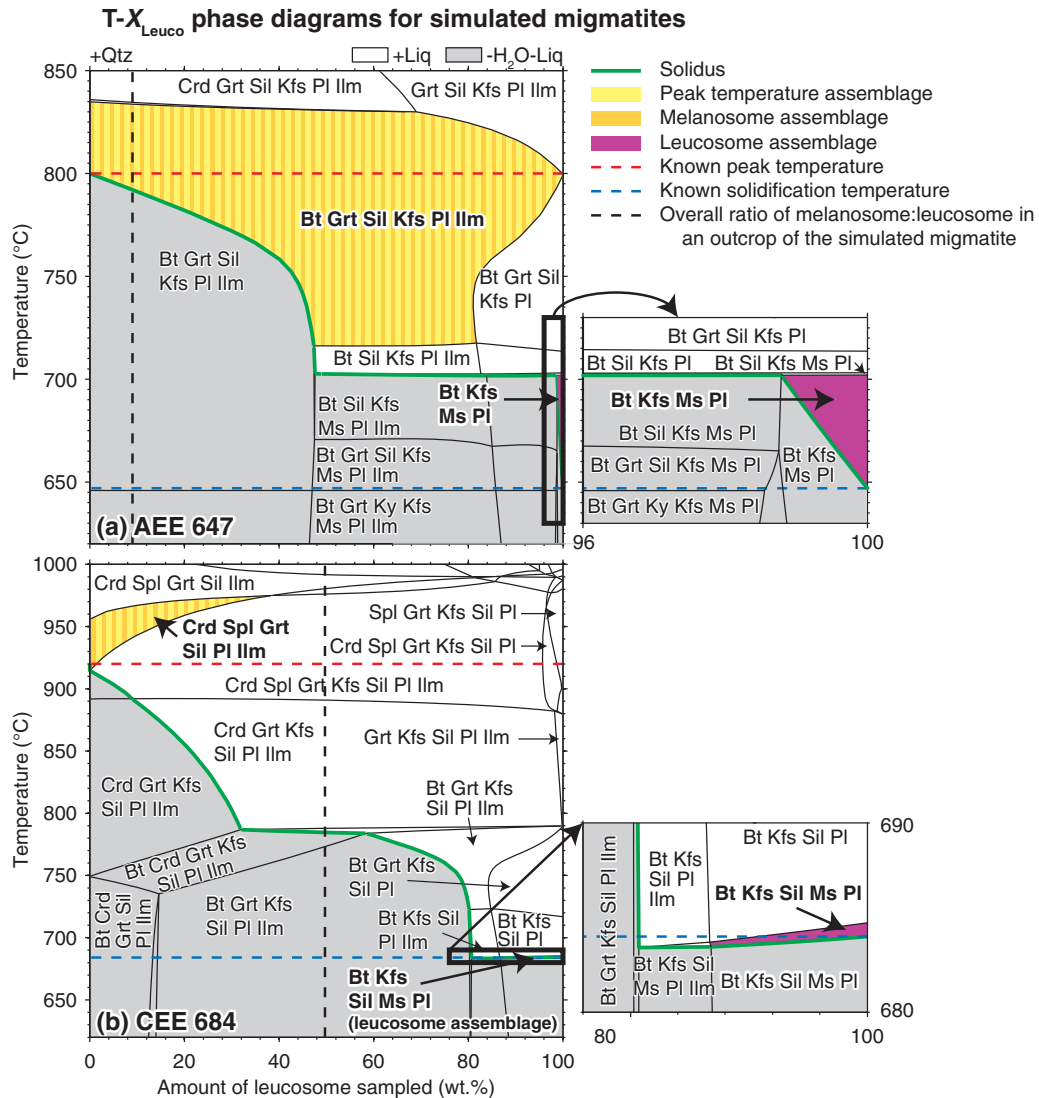 T-XLeuco phase diagrams for simulated migmatites
+Qtz
+Liq
-H2O-Liq
Solidus
Peak temperature assemblage
Melanosome assemblage
Leucosome assemblage
Known peak temperature
Known solidification temperature
Overall ratio of melanosome:leucosome in
an outcrop of the simulated migmatite
850
800
750
700
650
Temperature (°C)
Crd Grt Sil Kfs Pl Ilm
Grt Sil Kfs Pl Ilm
Bt Grt Sil Kfs Pl Ilm
Bt Grt Sil
Kfs Pl Ilm
Bt Grt Sil
Kfs Pl
Bt Sil Kfs Pl Ilm
Bt Kfs
Ms Pl
Bt Sil Kfs
Ms Pl Ilm
Bt Grt Sil Kfs
Ms Pl Ilm
Bt Grt Ky Kfs
Ms Pl Ilm
(a) AEE 647
Bt Grt Sil Kfs Pl
Bt Sil Kfs Pl
Bt Sil Kfs Ms Pl
Bt Kfs Ms Pl
Bt Sil Kfs Ms Pl
Bt Grt Sil Kfs Ms Pl
Bt Kfs
Ms Pl
Bt Grt Ky Kfs Ms Pl
96
100
1000
950
900
850
800
750
700
650
Temperature (°C)
Crd Spl Grt Sil Ilm
Crd Spl Grt
Sil Pl Ilm
Spl Grt Kfs Sil Pl
Crd Spl Grt Kfs Sil Pl
Crd Spl Grt Kfs Sil Pl Ilm
Crd Grt Kfs
Sil Pl Ilm
Grt Kfs Sil Pl Ilm
Crd Grt Kfs
Sil Pl Ilm
Bt Grt Kfs
Sil Pl Ilm
Bt Crd Grt Kfs
Sil Pl Ilm
Bt Grt Kfs
Sil Pl
Bt Crd
Grt Sil
Pl Ilm
Bt Grt Kfs
Sil Pl Ilm
Bt Kfs Sil
Pl Ilm
Bt Kfs
Sil Pl
Bt Kfs
Sil Ms Pl
(leucosome assemblage)
(b) CEE 684
0
20
40
60
80
100
Amount of leucosome sampled (wt.%)
Bt Grt Kfs Sil Pl Ilm
Bt Kfs
Sil Pl
Ilm
Bt Kfs Sil Pl
Bt Kfs Sil Ms Pl
Bt Kfs Sil
Ms Pl Ilm
Bt Kfs Sil Ms Pl
690
680
80
100